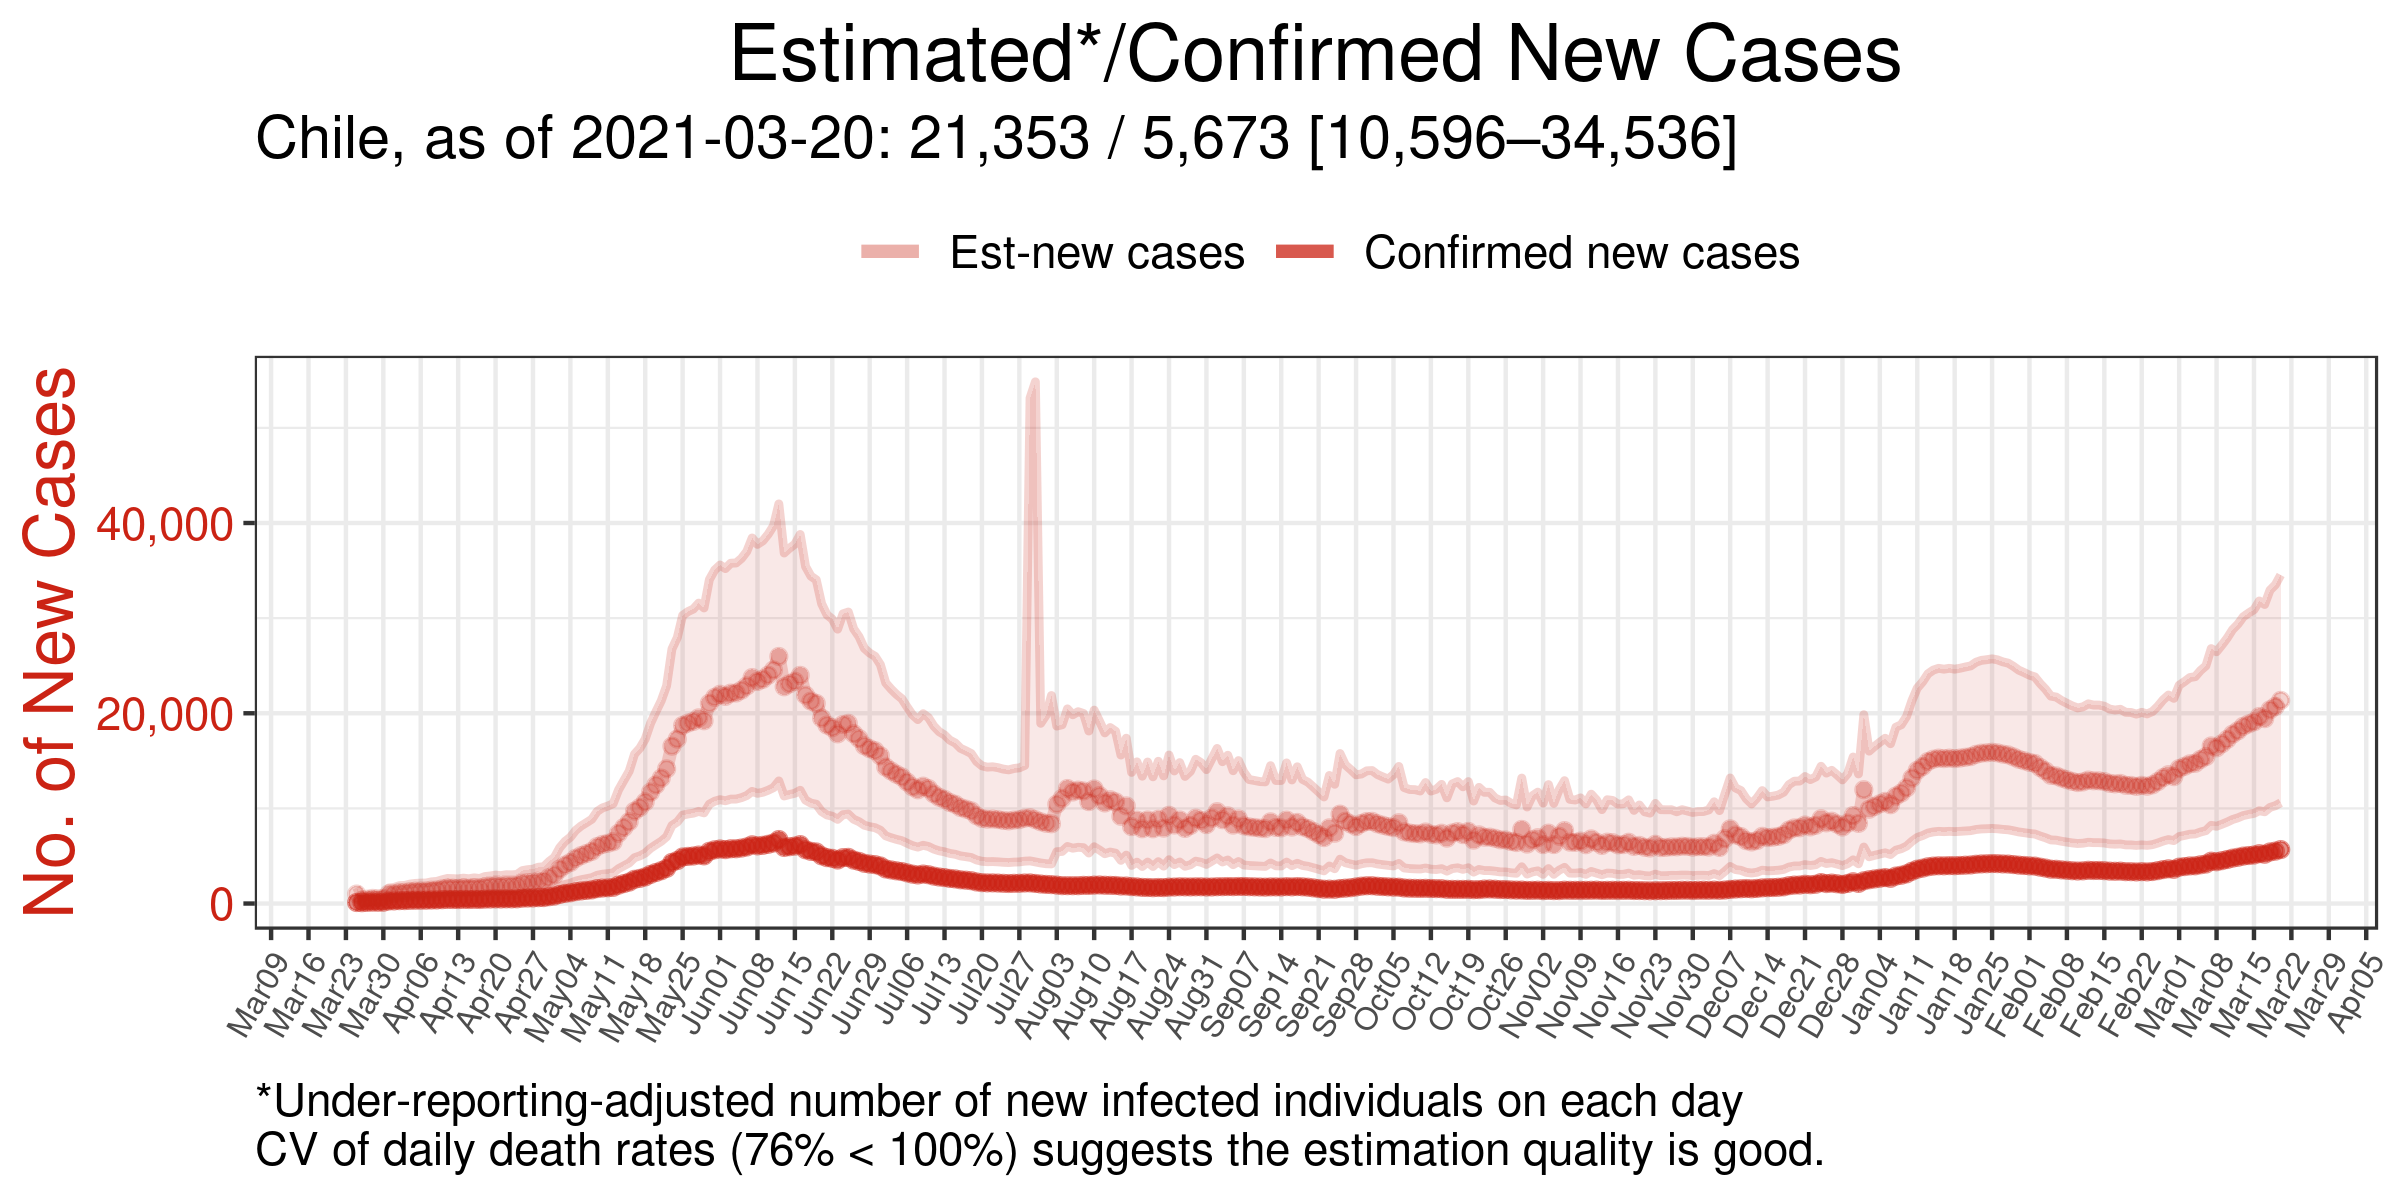 Estimated*/Confirmed New Cases
Chile, as of 2021-03-20: 21,353 / 5,673 [10,596–34,536]
Est-new cases Confirmed new cases
No. of New Cases
40,000
20,000
0
Mar09 Mar16 Mar23 Mar30 Apr06 Apr13 Apr20 Apr27 May04 May11 May18 May25 Jun01 Jun08 Jun15 Jun22 Jun29 Jul06 Jul13 Jul20 Jul27 Aug03 Aug10 Aug17 Aug24 Aug31 Sep07 Sep14 Sep21 Sep28 Oct05 Oct12 Oct19 Oct26 Nov02 Nov09 Nov16 Nov23 Nov30 Dec07 Dec14 Dec21 Dec28 Jan04 Jan11 Jan18 Jan25 Feb01 Feb08 Feb15 Feb22 Mar01 Mar08 Mar15 Mar22 Mar29 Apr05
*Under-reporting-adjusted number of new infected individuals on each day
CV of daily death rates (76% < 100%) suggests the estimation quality is good.